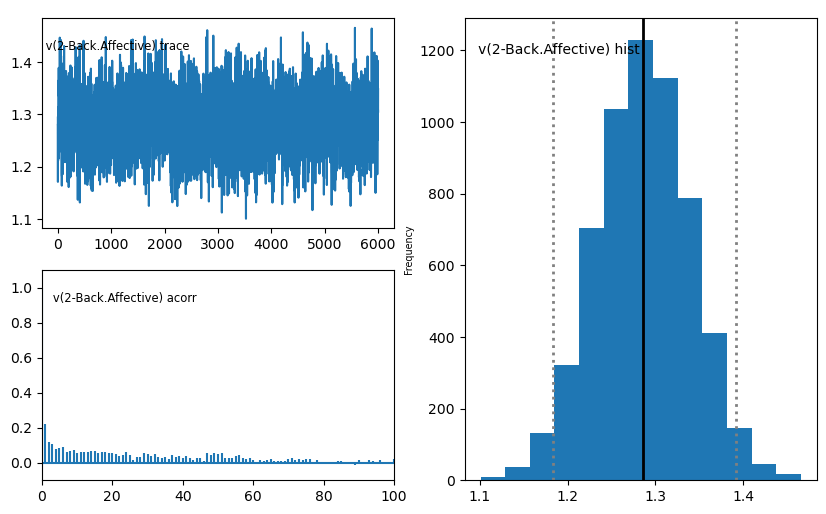 v(2-Back.Affective) trace
1.4
1.3
1.2
1.1
0 1000 2000 3000 4000 5000 6000
v(2-Back.Affective) acorr
1.0
0.8
0.6
0.4
0.2
0.0
0 20 40 60 80 100
v(2-Back.Affective) hist
Frequency
1200
1000
800
600
400
200
0
1.1 1.2 1.3 1.4